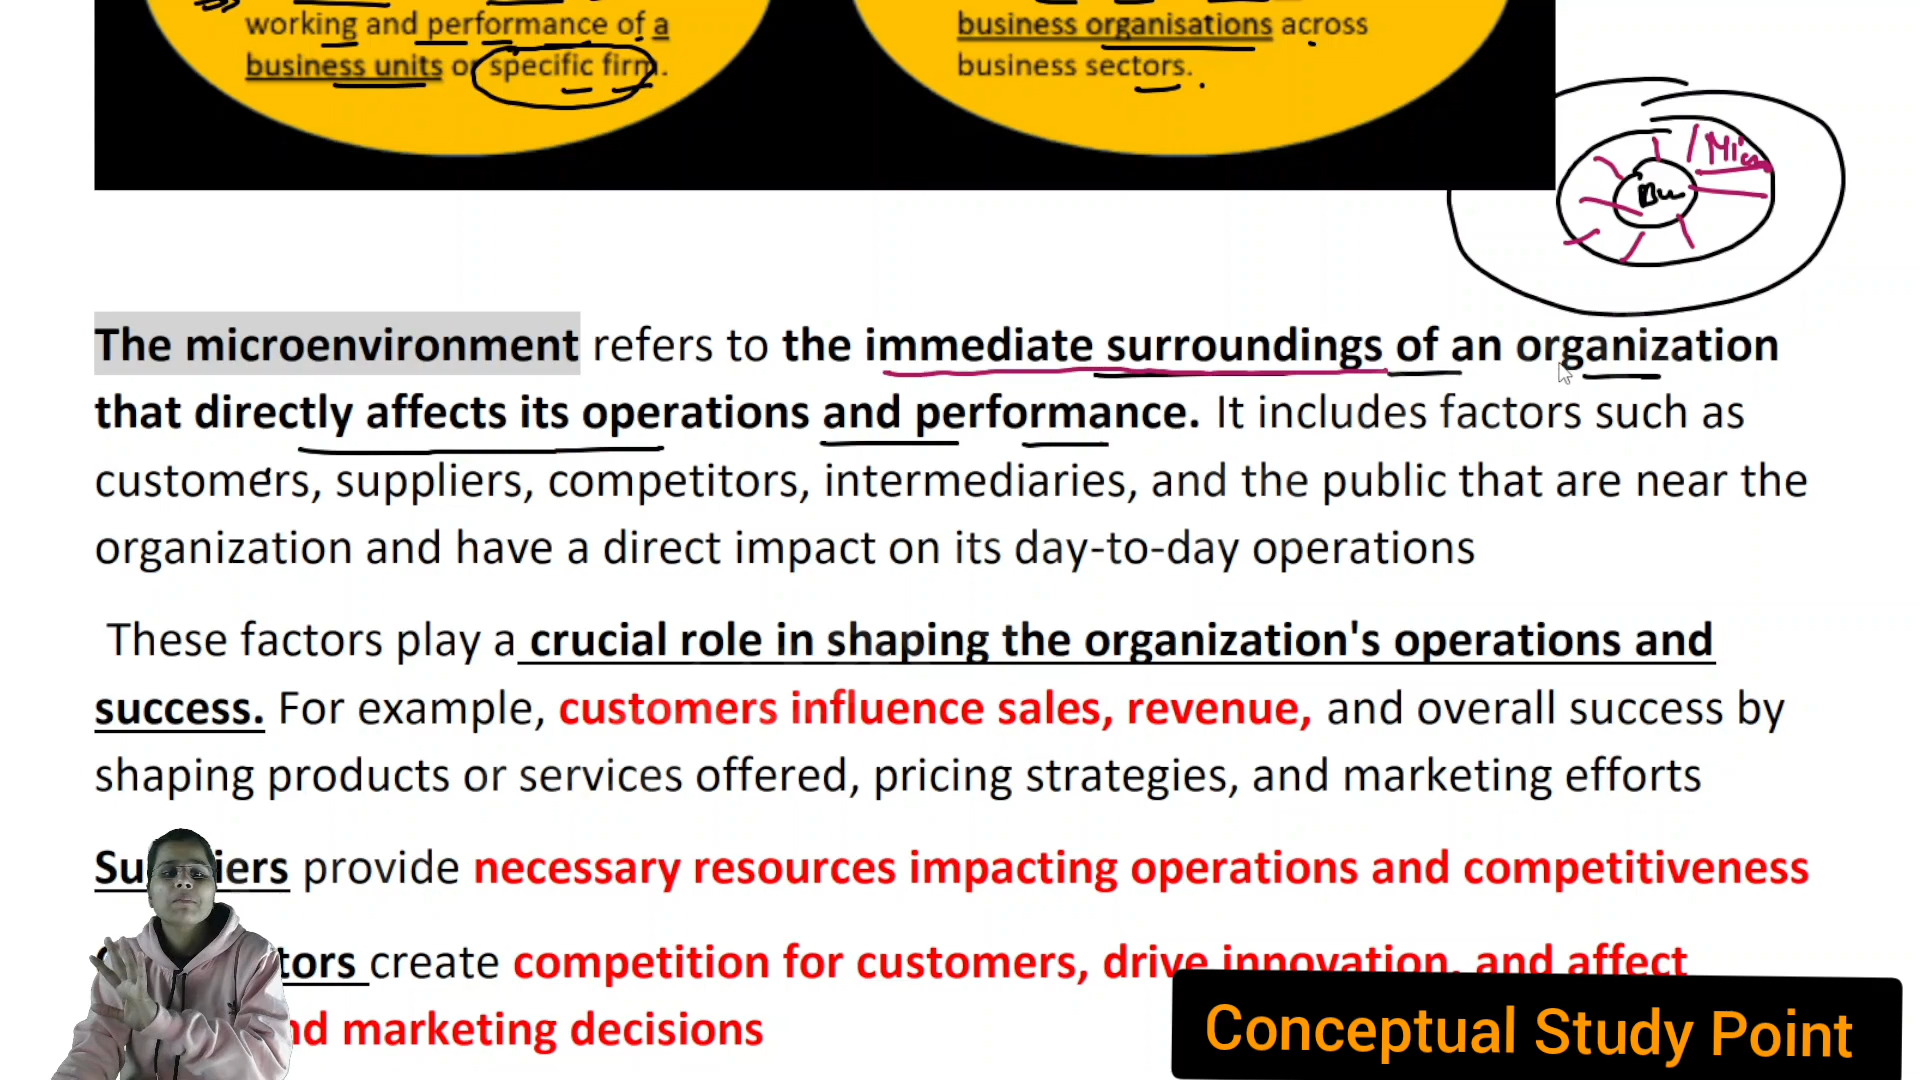 working and performance of a
business units or specific firm.
business organisations across
business sectors.
Bu
The microenvironment refers to the immediate surroundings of an organization
that directly affects its operations and performance. It includes factors such as
customers, suppliers, competitors, intermediaries, and the public that are near the
organization and have a direct impact on its day-to-day operations
These factors play a crucial role in shaping the organization's operations and
success. For example, customers influence sales, revenue, and overall success by
shaping products or services offered, pricing strategies, and marketing efforts
provide necessary resources impacting operations and competitiveness
create competition for customers, drive innovation, and affect
marketing decisions
Conceptual Study Point